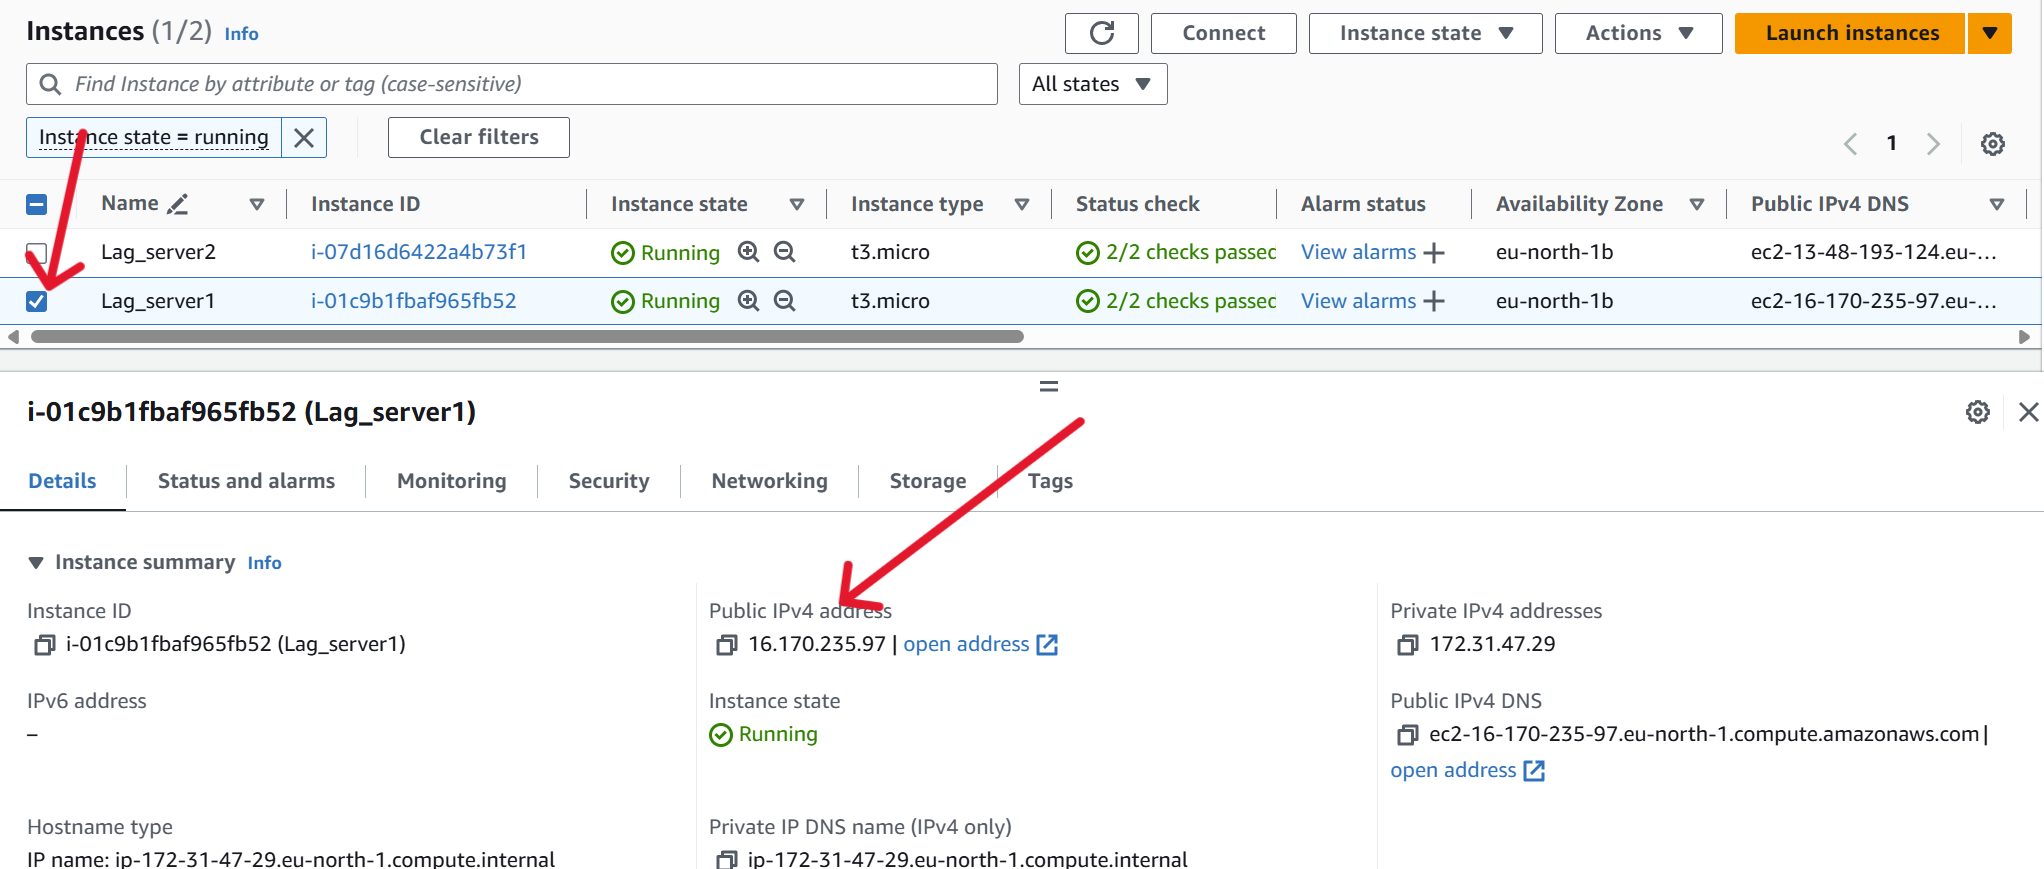 Instances (1/2) Info
Connect
Instance state
Actions
Launch instances
Find Instance by attribute or tag (case-sensitive)
All states
Instance state = running
Clear filters
1
Name Instance ID Instance state Instance type Status check Alarm status Availability Zone Public IPv4 DNS
Lag_server2 i-07d16d6422a4b73f1 Running t3.micro 2/2 checks passec View alarms eu-north-1b ec2-13-48-193-124.eu-...
Lag_server1 i-01c9b1fbaf965fb52 Running t3.micro 2/2 checks passec View alarms eu-north-1b ec2-16-170-235-97.eu-...
i-01c9b1fbaf965fb52 (Lag_server1)
Details Status and alarms Monitoring Security Networking Storage Tags
Instance summary Info
Instance ID
i-01c9b1fbaf965fb52 (Lag_server1)
Public IPv4 address
16.170.235.97 | open address
Private IPv4 addresses
172.31.47.29
IPv6 address
–
Instance state
Running
Public IPv4 DNS
ec2-16-170-235-97.eu-north-1.compute.amazonaws.com |
open address
Hostname type
IP name: ip-172-31-47-29.eu-north-1.compute.internal
Private IP DNS name (IPv4 only)
ip-172-31-47-29.eu-north-1.compute.internal